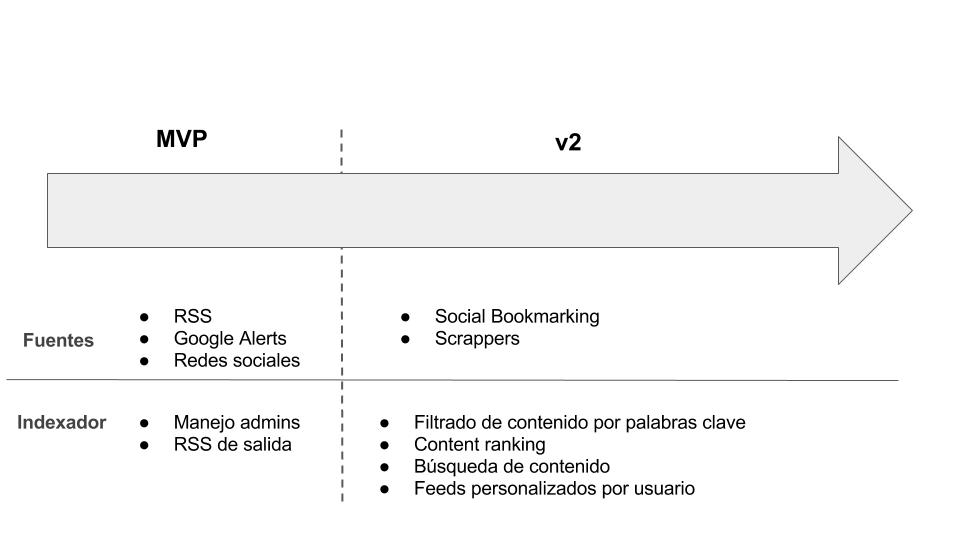 MVP
v2
Fuentes
● RSS
● Google Alerts
● Redes sociales
● Social Bookmarking
● Scrappers
Indexador
● Manejo admins
● RSS de salida
● Filtrado de contenido por palabras clave
● Content ranking
● Búsqueda de contenido
● Feeds personalizados por usuario